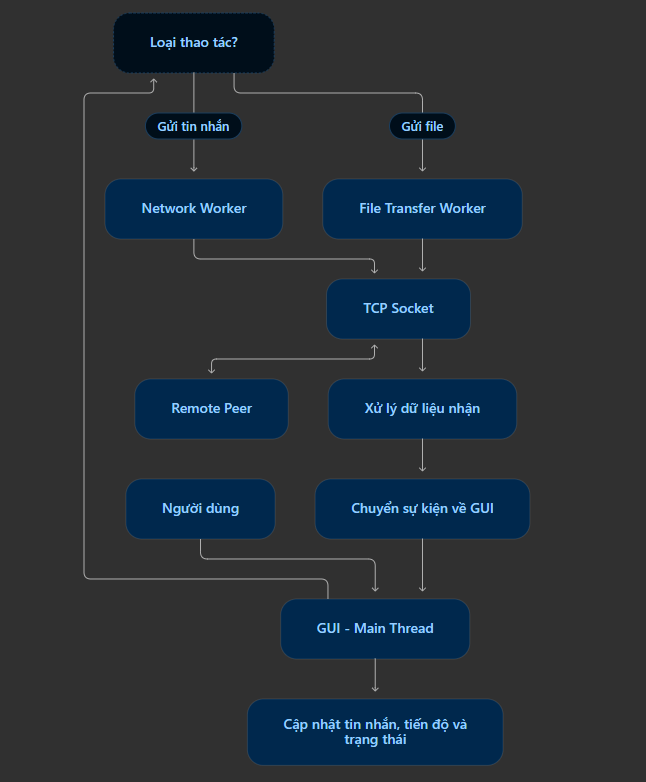 Loại thao tác?
Gửi tin nhắn
Gửi file
Network Worker
File Transfer Worker
TCP Socket
Remote Peer
Xử lý dữ liệu nhận
Người dùng
Chuyển sự kiện về GUI
GUI - Main Thread
Cập nhật tin nhắn, tiến độ và
trạng thái